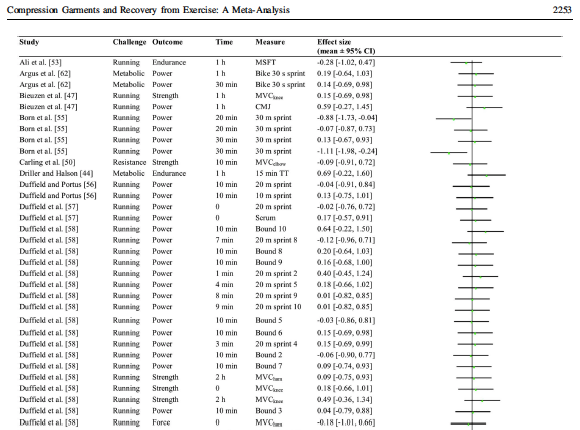 Compression Garments and Recovery from Exercise: A Meta-Analysis 2253
Study Challenge Outcome Time Measure Effect size
(mean ± 95% CI)
Ali et al. [53] Running Endurance 1 h MSFT -0.28 [-1.02, 0.47]
Argus et al. [62] Metabolic Power 1 h Bike 30 s sprint 0.19 [-0.64, 1.03]
Argus et al. [62] Metabolic Power 30 min Bike 30 s sprint 0.14 [-0.69, 0.98]
Bieuzen et al. [47] Running Strength 1 h MVCknee 0.15 [-0.69, 0.98]
Bieuzen et al. [47] Running Power 1 h CMJ 0.59 [-0.27, 1.45]
Born et al. [55] Running Power 20 min 30 m sprint -0.88 [-1.73, -0.04]
Born et al. [55] Running Power 20 min 30 m sprint -0.07 [-0.87, 0.73]
Born et al. [55] Running Power 30 min 30 m sprint 0.13 [-0.67, 0.93]
Born et al. [55] Running Power 30 min 30 m sprint -1.11 [-1.98, -0.24]
Carling et al. [50] Resistance Strength 10 min MVCelbow -0.09 [-0.91, 0.72]
Driller and Halson [44] Metabolic Endurance 1 h 15 min TT 0.69 [-0.22, 1.60]
Duffield and Portus [56] Running Power 10 min 20 m sprint -0.04 [-0.91, 0.84]
Duffield and Portus [56] Running Power 10 min 10 m sprint 0.13 [-0.75, 1.01]
Duffield et al. [57] Running Power 0 20 m sprint -0.02 [-0.76, 0.72]
Duffield et al. [57] Running Power 0 Scrum 0.17 [-0.57, 0.91]
Duffield et al. [58] Running Power 10 min Bound 10 0.64 [-0.22, 1.50]
Duffield et al. [58] Running Power 7 min 20 m sprint 8 -0.12 [-0.96, 0.71]
Duffield et al. [58] Running Power 10 min Bound 8 0.20 [-0.64, 1.03]
Duffield et al. [58] Running Power 10 min Bound 9 0.16 [-0.68, 1.00]
Duffield et al. [58] Running Power 1 min 20 m sprint 2 0.40 [-0.45, 1.24]
Duffield et al. [58] Running Power 4 min 20 m sprint 5 0.18 [-0.66, 1.02]
Duffield et al. [58] Running Power 8 min 20 m sprint 9 0.01 [-0.82, 0.85]
Duffield et al. [58] Running Power 9 min 20 m sprint 10 0.01 [-0.82, 0.85]
Duffield et al. [58] Running Power 10 min Bound 5 -0.03 [-0.86, 0.81]
Duffield et al. [58] Running Power 10 min Bound 6 0.15 [-0.69, 0.98]
Duffield et al. [58] Running Power 3 min 20 m sprint 4 0.15 [-0.69, 0.99]
Duffield et al. [58] Running Power 10 min Bound 2 -0.06 [-0.90, 0.77]
Duffield et al. [58] Running Power 10 min Bound 7 0.09 [-0.74, 0.93]
Duffield et al. [58] Running Strength 2 h MVCham 0.09 [-0.75, 0.93]
Duffield et al. [58] Running Strength 0 MVCknee 0.18 [-0.66, 1.01]
Duffield et al. [58] Running Strength 2 h MVCknee 0.49 [-0.36, 1.34]
Duffield et al. [58] Running Power 10 min Bound 3 0.04 [-0.79, 0.88]
Duffield et al. [58] Running Force 0 MVCham -0.18 [-1.01, 0.66]